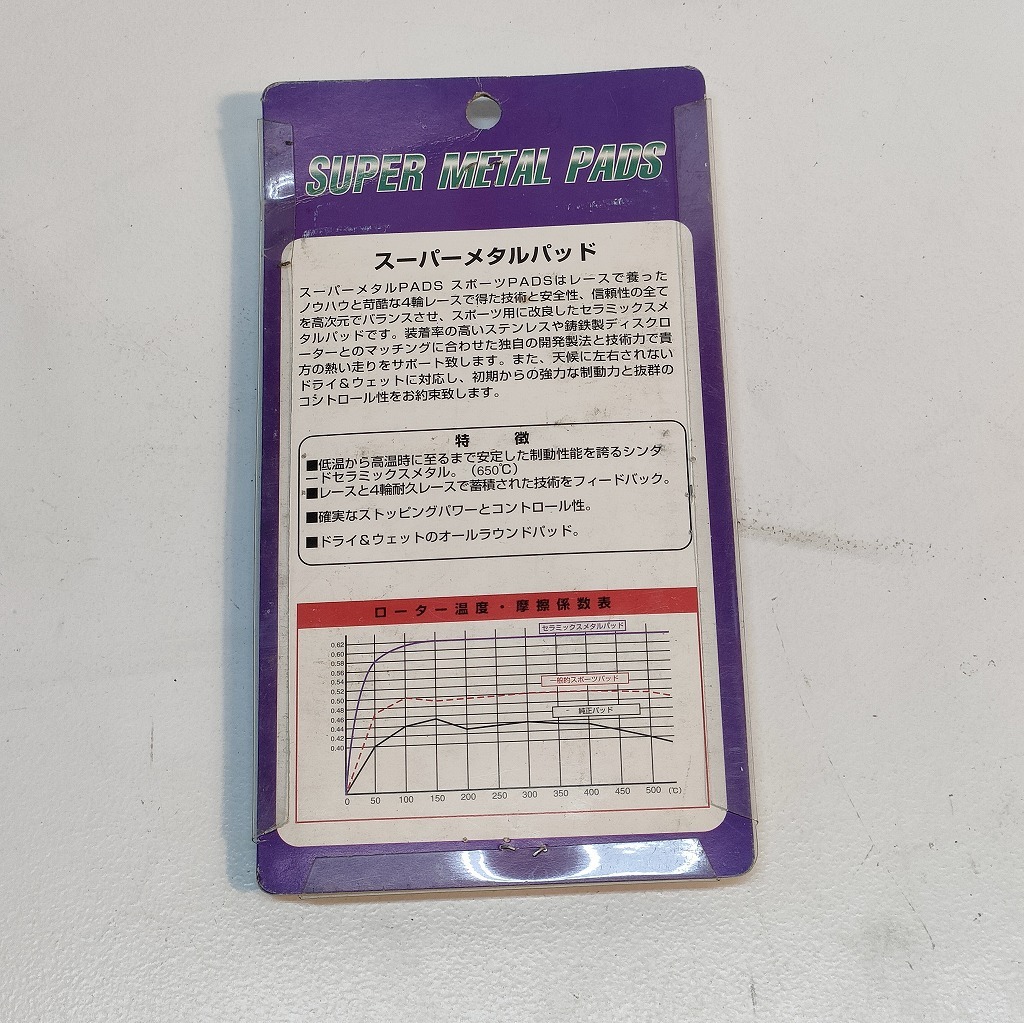 SUPER METAL PADS
スーパーメタルパッド
スーパーメタルPADS スポーツPADSはレースで養った
ノウハウと苛酷な4輪レースで得た技術と安全性、信頼性の全て
を高次元でバランスさせ、スポーツ用に改良したセラミックスメ
タルパッドです。装着率の高いステンレスや鋳鉄製ディスクロ
ーターとのマッチングに合わせた独自の開発製法と技術力で貴
方の熱い走りをサポート致します。また、天候に左右されない
ドライ＆ウェットに対応し、初期からの強力な制動力と抜群の
コントロール性をお約束致します。
特 徴
■低温から高温時に至るまで安定した制動性能を誇るシンタ
ードセラミックスメタル。（650℃）
■レースと4輪耐久レースで蓄積された技術をフィードバック。
■確実なストッピングパワーとコントロール性。
■ドライ＆ウェットのオールラウンドパッド。
ローター温度・摩擦係数表
セラミックスメタルパッド
0.62
0.60
0.58
0.56
0.54
一般的スポーツパッド
0.52
0.50
0.48
純正パッド
0.46
0.44
0.42
0.40
0 50 100 150 200 250 300 350 400 450 500 (℃)